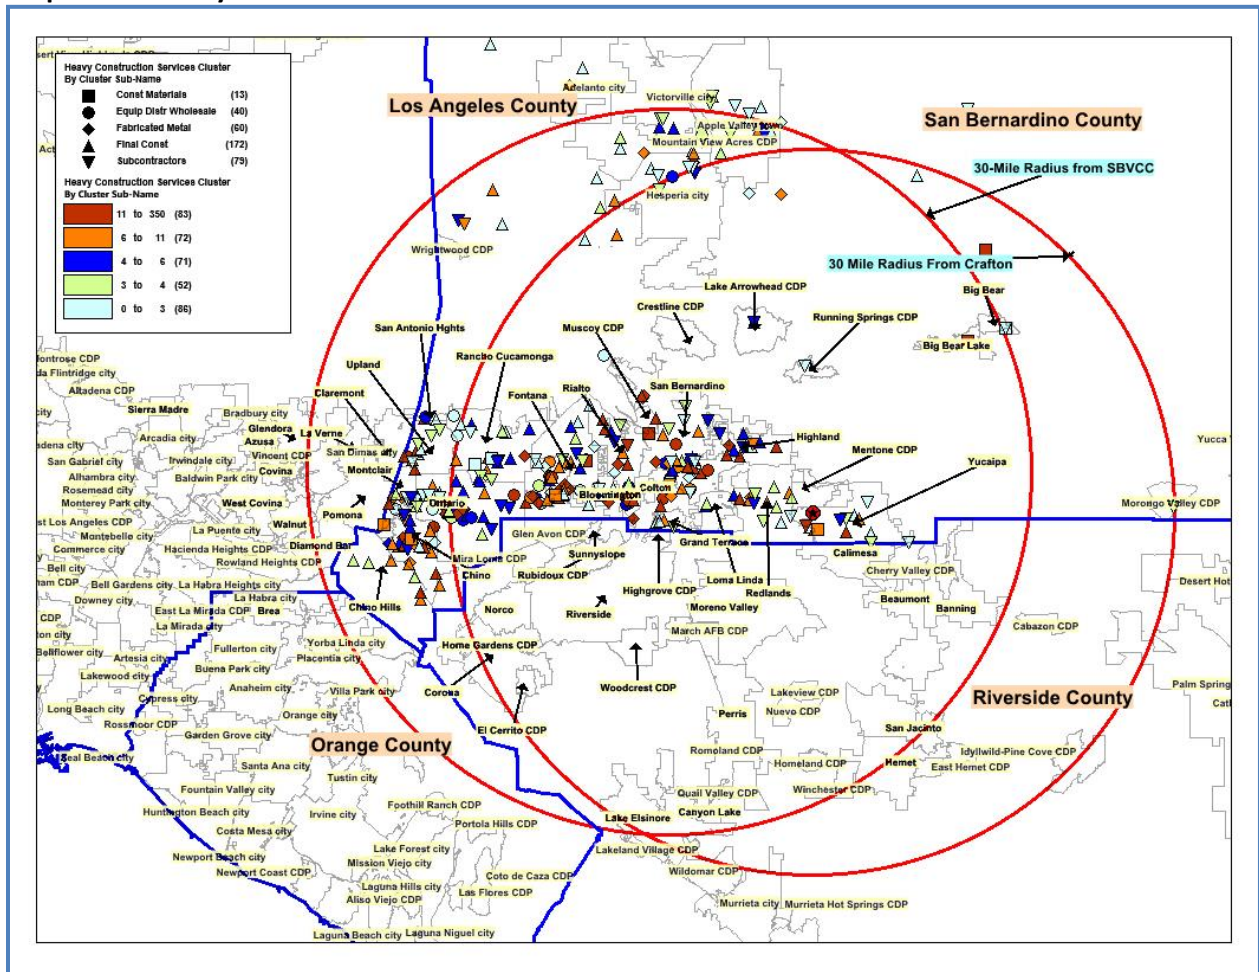 Heavy Construction Services Cluster
By Cluster Sub-Name
Const Materials (13)
Equip Distr Wholesale (40)
Fabricated Metal (60)
Final Const (172)
Subcontractors (79)
Heavy Construction Services Cluster
By Cluster Sub-Name
11 to 350 (83)
6 to 11 (72)
4 to 6 (71)
3 to 4 (52)
0 to 3 (86)
Los Angeles County
San Bernardino County
Adelanto city
Victorville city
Mountain View Acres CDP
30-Mile Radius from SBVCC
Hesperia city
Wrightwood CDP
30 Mile Radius From Crafton
Lake Arrowhead CDP
Big Bear
Crestline CDP
Running Springs CDP
San Antonio Hghts
Muscoy CDP
Big Bear Lake
Rancho Cucamonga
Upland
Altadena CDP
Claremont
Fontana
Rialto
San Bernardino
Sierra Madre
Bradbury city
Glendora
La Verne
Arcadia city
Azusa
Highland
San Dimas city
Vincent CDP
Mentone CDP
San Gabriel city
Irwindale city
Covina
Montclair
Yucaipa
Alhambra city
Baldwin Park city
Rosemead city
Monterey Park city
West Covina
Ontario
Bloomington
Colton
Morongo Valley CDP
Pomona
Walnut
La Puente city
Montebello city
Glen Avon CDP
Grand Terrace
Commerce city
Hacienda Heights CDP
Diamond Bar
Rowland Heights CDP
Mira Loma CDP
Sunnyslope
Calimesa
Bell city
Chino
Rubidoux CDP
Cherry Valley CDP
Bell Gardens city
La Habra Heights city
Loma Linda
Desert Hot
Highgrove CDP
Redlands
Downey city
La Habra city
Beaumont
Chino Hills
Norco
Riverside
Moreno Valley
Banning
East La Mirada CDP
Brea
La Mirada city
March AFB CDP
Cabazon CDP
Yorba Linda city
Home Gardens CDP
Fullerton city
Artesia city
Placentia city
Lakewood city
Buena Park city
Corona
Woodcrest CDP
Anaheim city
Villa Park city
Cypress city
Lakeview CDP
Riverside County
Long Beach city
Nuevo CDP
Orange city
Perris
Rossmoor CDP
El Cerrito CDP
San Jacinto
Garden Grove city
Orange County
Romoland CDP
Idyllwild-Pine Cove CDP
Seal Beach city
Homeland CDP
Hemet
East Hemet CDP
Santa Ana city
Tustin city
Fountain Valley city
Quail Valley CDP
Winchester CDP
Foothill Ranch CDP
Huntington Beach city
Irvine city
Canyon Lake
Lake Elsinore
Portola Hills CDP
Costa Mesa city
Lake Forest city
Lakeland Village CDP
Newport Beach city
Mission Viejo city
Newport Coast CDP
Wildomar CDP
Coto de Caza CDP
Laguna Hills city
Las Flores CDP
Aliso Viejo CDP
Murrieta city
Murrieta Hot Springs CDP
Laguna Beach city
Laguna Niguel city